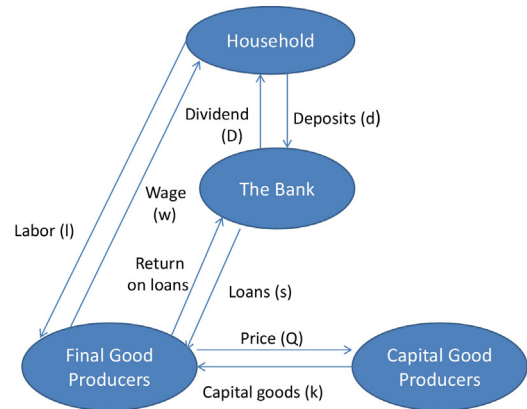 Household
Dividend
(D)
Deposits (d)
The Bank
Wage
(w)
Labor (l)
Return
on loans
Loans (s)
Final Good
Producers
Price (Q)
Capital goods (k)
Capital Good
Producers